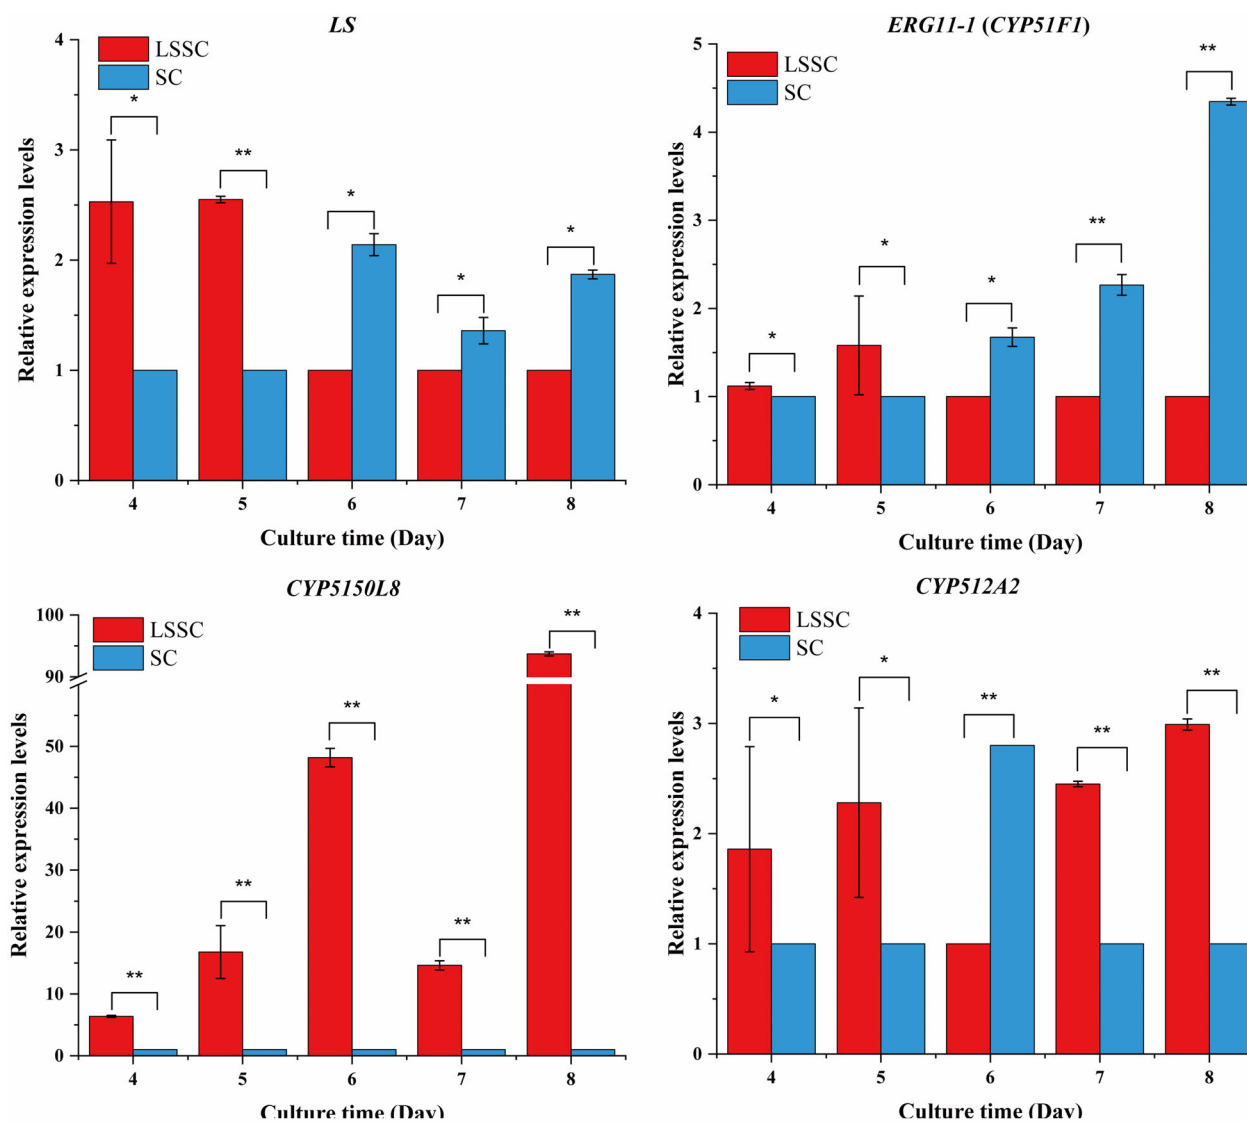 LS
LSSC
SC
4
3
2
1
0
*
**
*
*
*
4 5 6 7 8
Relative expression levels
Culture time (Day)
ERG11-1 (CYP51F1)
LSSC
SC
5
4
3
2
1
0
*
*
*
**
**
4 5 6 7 8
Relative expression levels
Culture time (Day)
CYP5150L8
LSSC
SC
100
90
50
40
30
20
10
0
**
**
**
**
**
4 5 6 7 8
Relative expression levels
Culture time (Day)
CYP512A2
LSSC
SC
4
3
2
1
0
*
*
**
**
**
4 5 6 7 8
Relative expression levels
Culture time (Day)